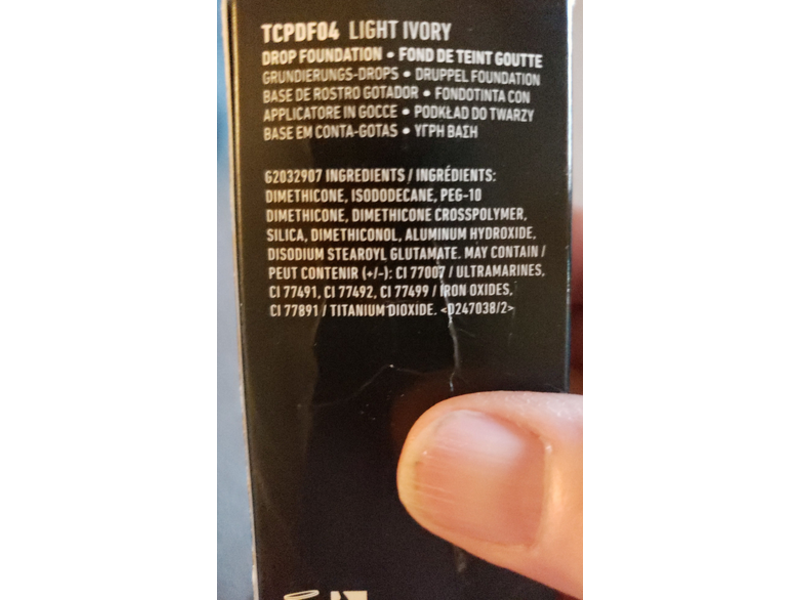 TCPDF04 LIGHT IVORY
DROP FOUNDATION • FOND DE TEINT GOUTTE
GRUNDIERUNGS-DROPS • DRUPPEL FOUNDATION
BASE DE ROSTRO GOTADOR • FONDOTINTA CON
APPLICATORE IN GOCCE • PODKŁAD DO TWARZY
BASE EM CONTA-GOTAS • ΥΓΡΗ ΒΑΣΗ
G2032907 INGREDIENTS / INGRÉDIENTS:
DIMETHICONE, ISODODECANE, PEG-10
DIMETHICONE, DIMETHICONE CROSSPOLYMER,
SILICA, DIMETHICONOL, ALUMINUM HYDROXIDE,
DISODIUM STEAROYL GLUTAMATE. MAY CONTAIN /
PEUT CONTENIR (+/-): CI 77007 / ULTRAMARINES,
CI 77491, CI 77492, CI 77499 / IRON OXIDES,
CI 77891 / TITANIUM DIOXIDE. <D247038/2>